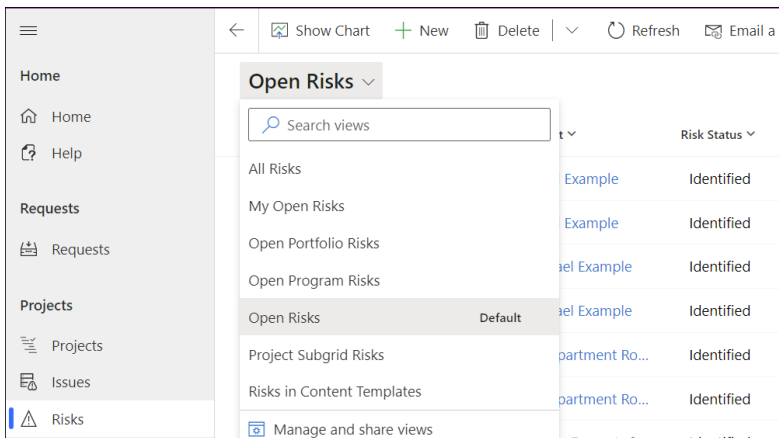 Show Chart New Delete Refresh Email a
Home
Home
Help
Requests
Requests
Projects
Projects
Issues
Risks
Open Risks
Search views
All Risks
My Open Risks
Open Portfolio Risks
Open Program Risks
Open Risks Default
Project Subgrid Risks
Risks in Content Templates
Manage and share views
t Risk Status
Example Identified
Example Identified
ael Example Identified
ael Example Identified
partment Ro... Identified
partment Ro... Identified